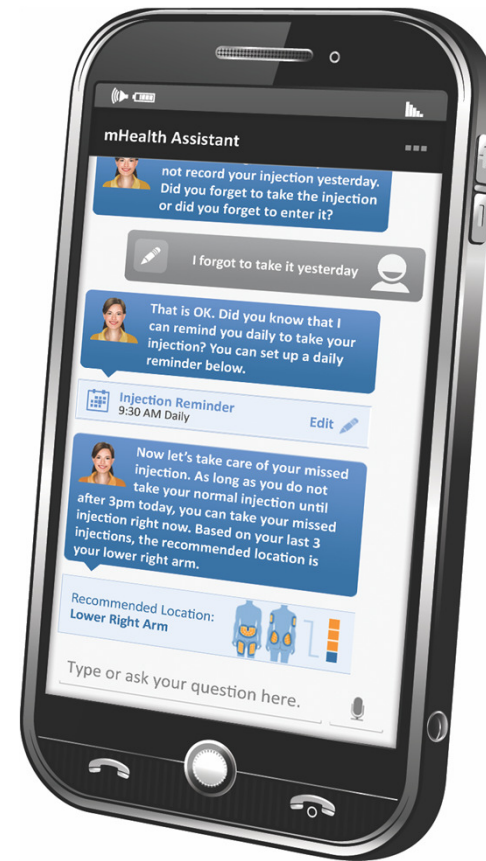 mHealth Assistant
not record your injection yesterday.
Did you forget to take the injection
or did you forget to enter it?
I forgot to take it yesterday
That is OK. Did you know that I
can remind you daily to take your
injection? You can set up a daily
reminder below.
Injection Reminder
9:30 AM Daily
Edit
Now let's take care of your missed
injection. As long as you do not
take your normal injection until
after 3pm today, you can take your missed
injection right now. Based on your last 3
injections, the recommended location is
your lower right arm.
Recommended Location:
Lower Right Arm
Type or ask your question here.